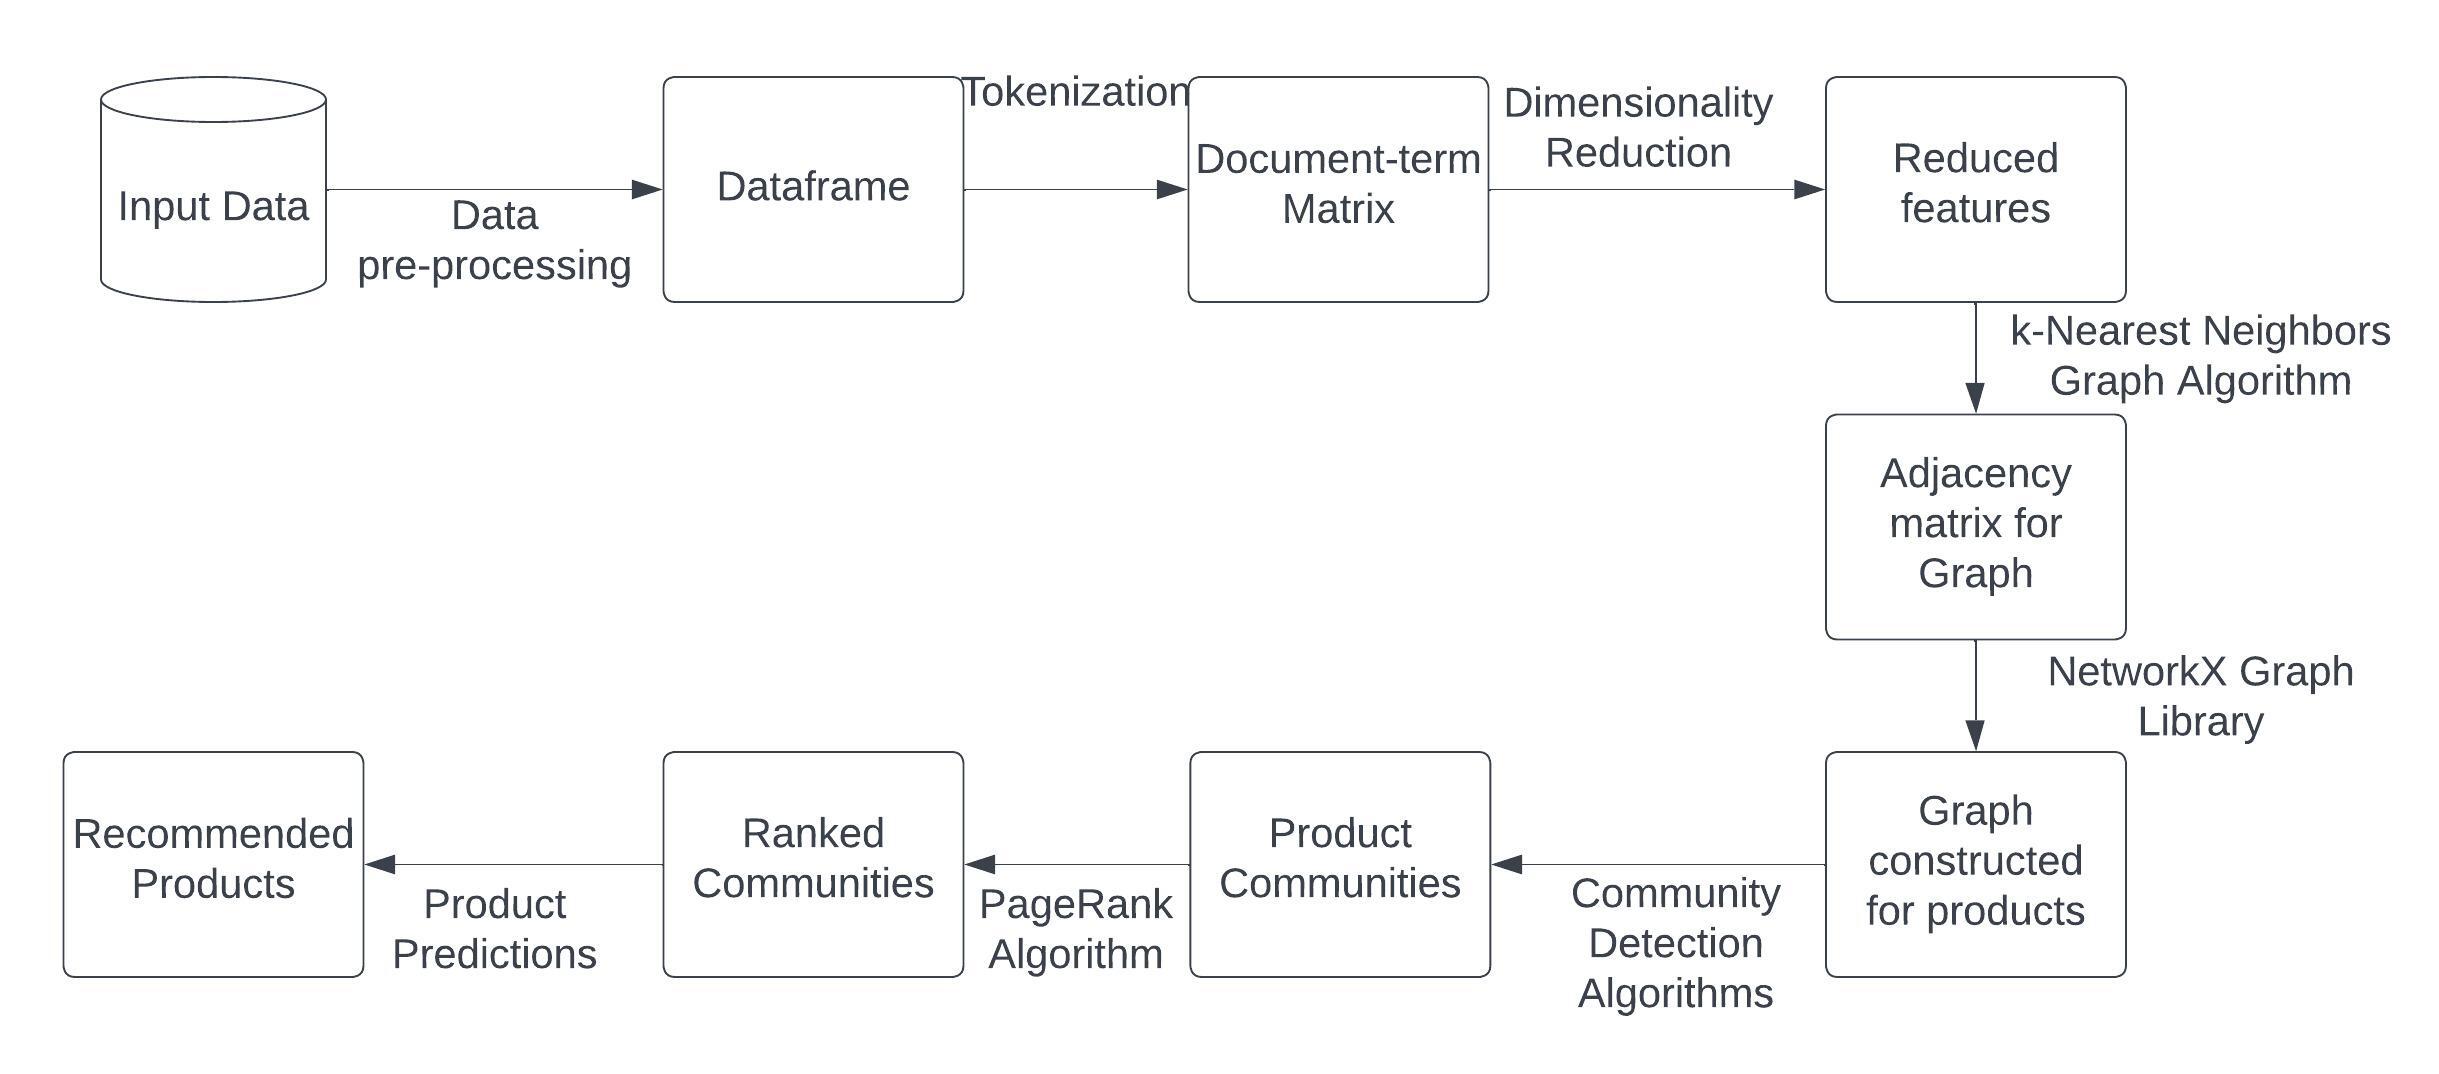 Input Data
Data
pre-processing
Dataframe
Tokenization
Document-term
Matrix
Dimensionality
Reduction
Reduced
features
k-Nearest Neighbors
Graph Algorithm
Adjacency
matrix for
Graph
NetworkX Graph
Library
Graph
constructed
for products
Community
Detection
Algorithms
Product
Communities
PageRank
Algorithm
Ranked
Communities
Product
Predictions
Recommended
Products